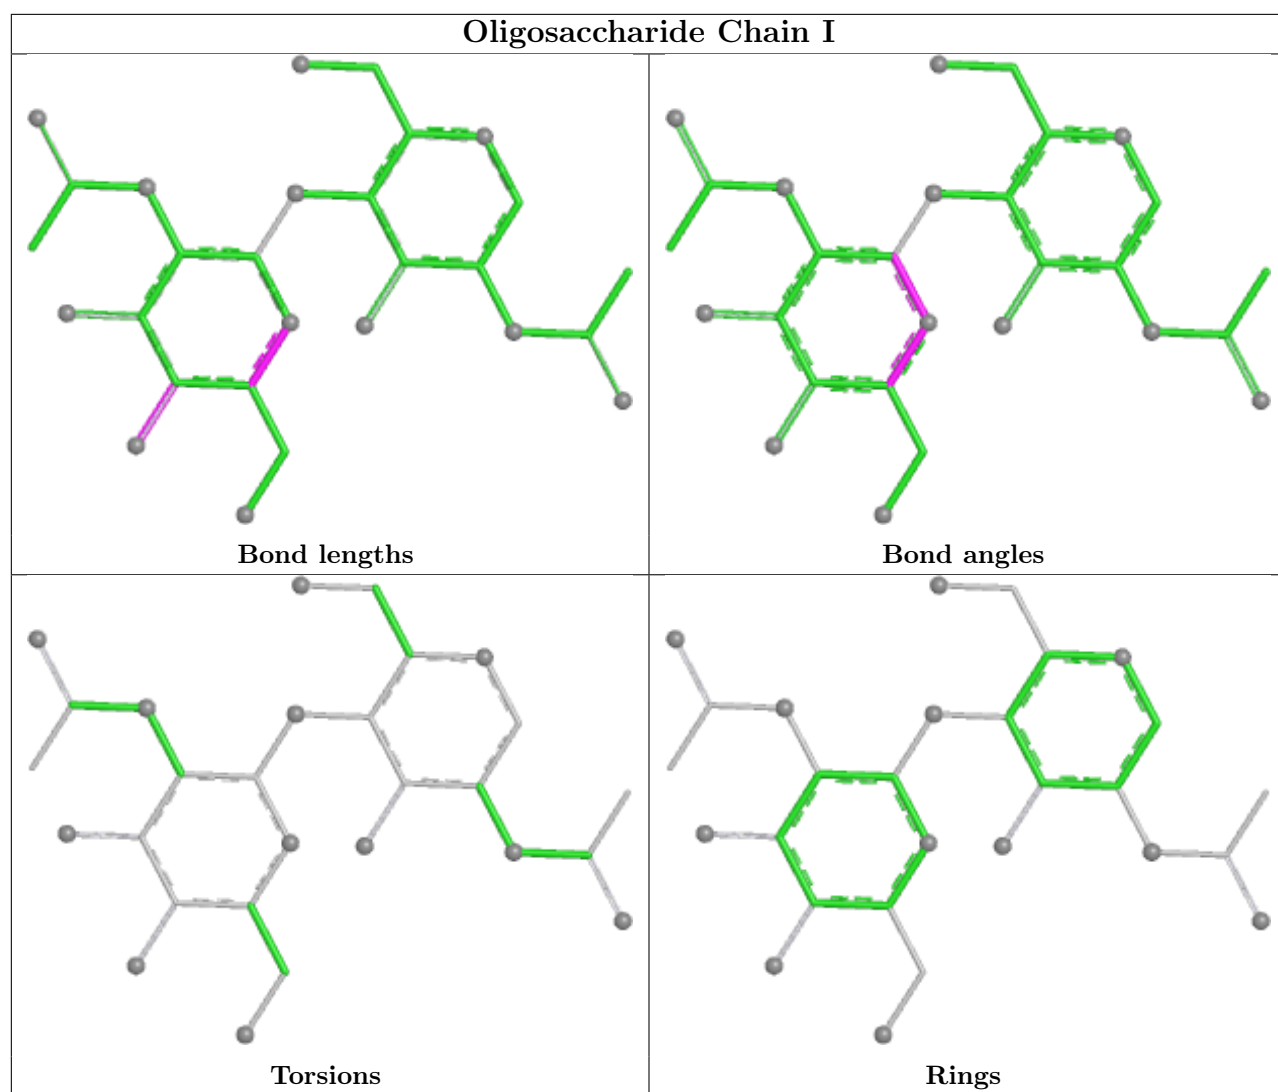 Oligosaccharide Chain I
Bond lengths
Bond angles
Torsions
Rings